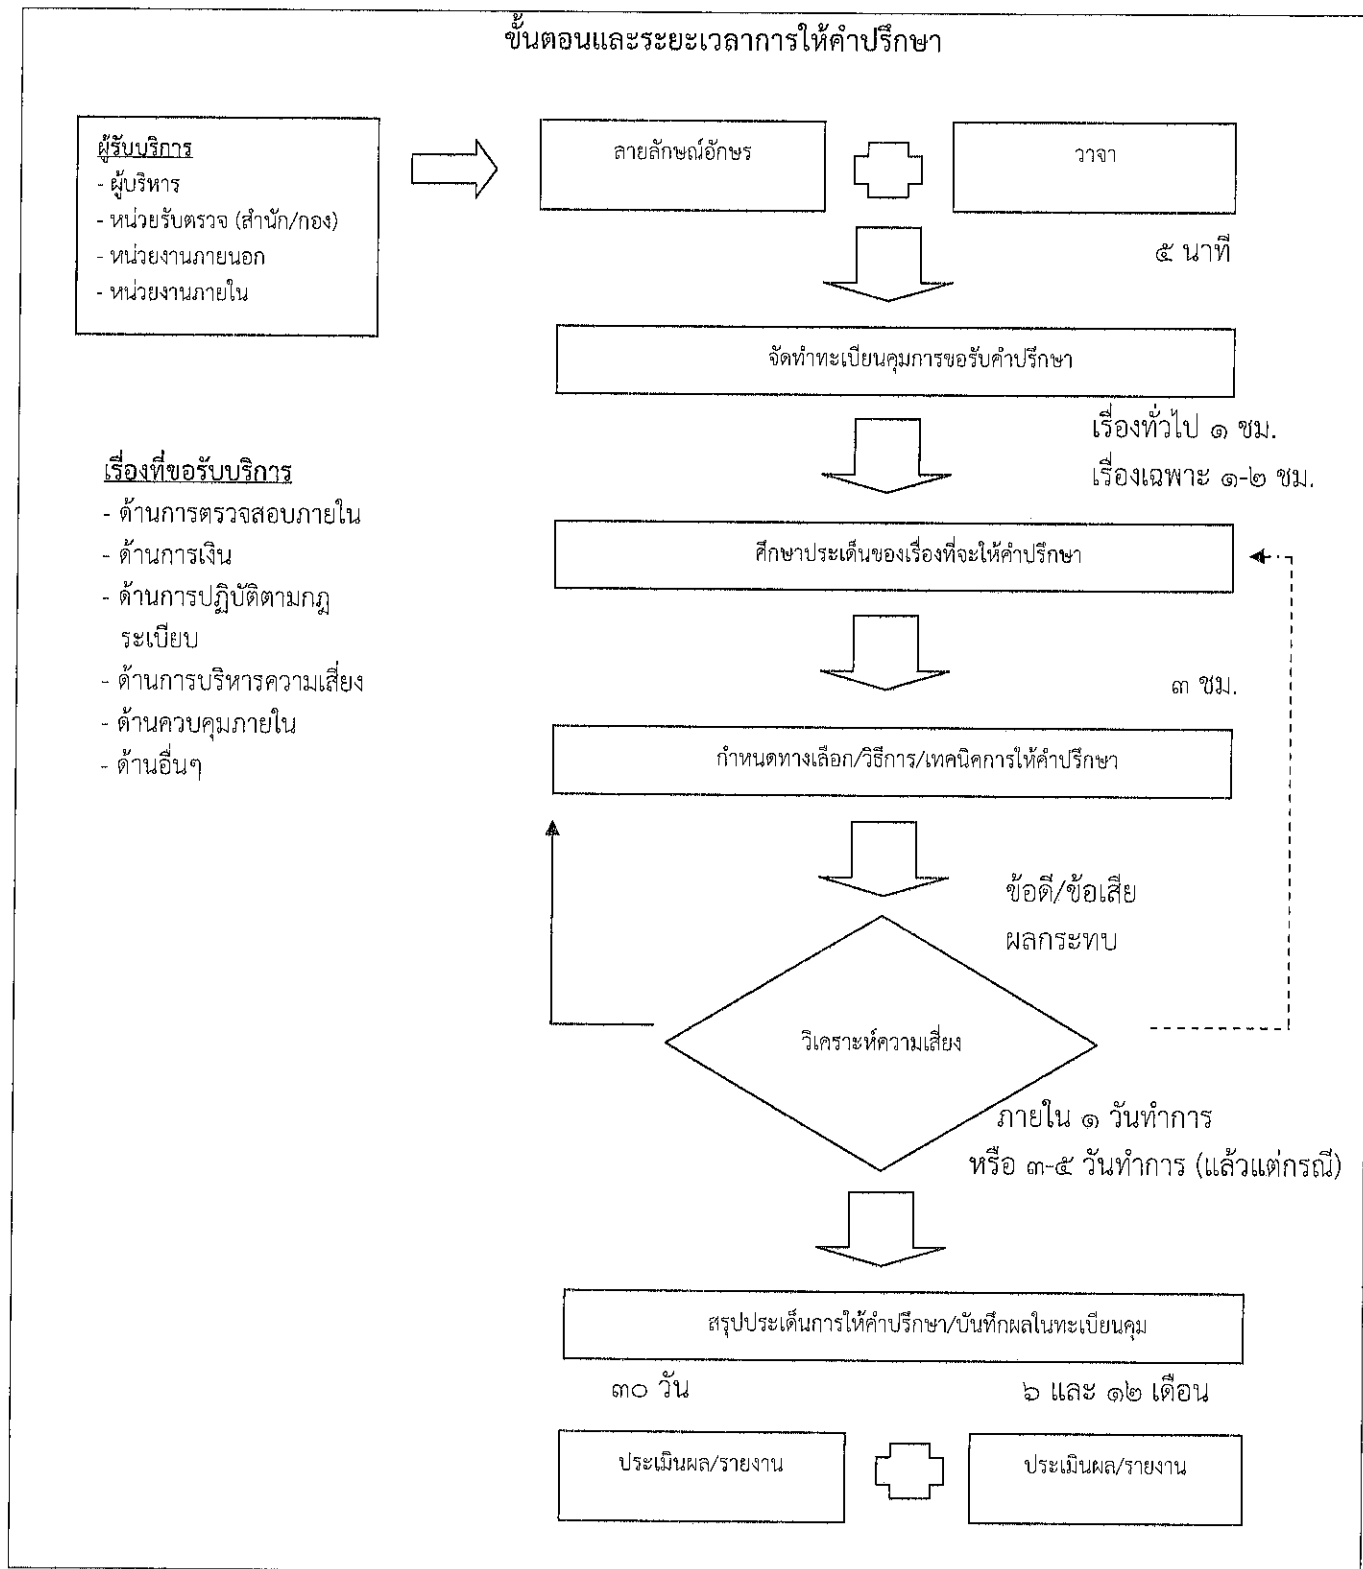 ขั้นตอนและระยะเวลาการให้คำปรึกษา
ผู้รับบริการ
- ผู้บริหาร
- หน่วยรับตรวจ (สำนัก/กอง)
- หน่วยงานภายนอก
- หน่วยงานภายใน
ลายลักษณ์อักษร
วาจา
๕ นาที
จัดทำทะเบียนคุมการขอรับคำปรึกษา
เรื่องทั่วไป ๑ ชม.
เรื่องเฉพาะ ๑-๒ ชม.
เรื่องที่ขอรับบริการ
- ด้านการตรวจสอบภายใน
- ด้านการเงิน
- ด้านการปฏิบัติตามกฎ
ระเบียบ
- ด้านการบริหารความเสี่ยง
- ด้านควบคุมภายใน
- ด้านอื่นๆ
ศึกษาประเด็นของเรื่องที่จะให้คำปรึกษา
๓ ชม.
กำหนดทางเลือก/วิธีการ/เทคนิคการให้คำปรึกษา
ข้อดี/ข้อเสีย
ผลกระทบ
วิเคราะห์ความเสี่ยง
ภายใน ๑ วันทำการ
หรือ ๓-๕ วันทำการ (แล้วแต่กรณี)
สรุปประเด็นการให้คำปรึกษา/บันทึกผลในทะเบียนคุม
๓๐ วัน
๖ และ ๑๒ เดือน
ประเมินผล/รายงาน
ประเมินผล/รายงาน